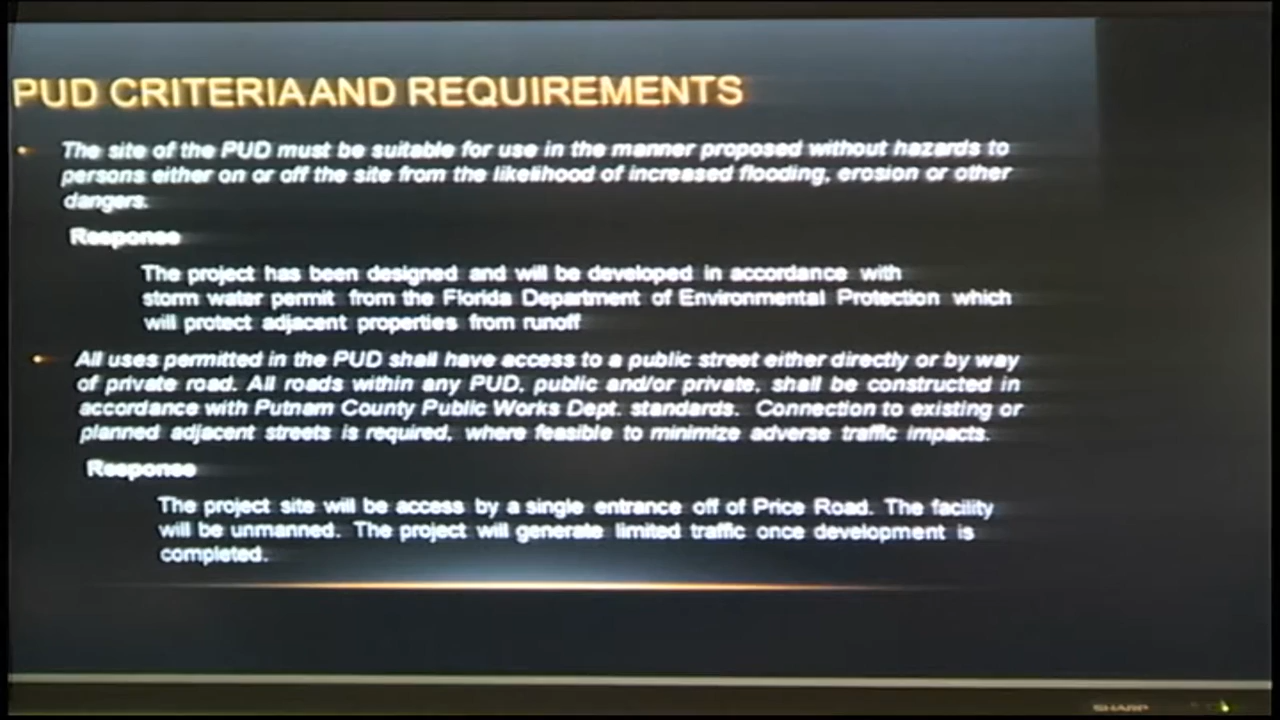 PUD CRITERIA AND REQUIREMENTS
The site of the PUD must be suitable for use in the manner proposed without hazards to
persons either on or off the site from the likelihood of increased flooding, erosion or other
dangers.
Response
The project has been designed and will be developed in accordance with
storm water permit from the Florida Department of Environmental Protection which
will protect adjacent properties from runoff
All uses permitted in the PUD shall have access to a public street either directly or by way
of private road. All roads within any PUD, public and/or private, shall be constructed in
accordance with Putnam County Public Works Dept. standards. Connection to existing or
planned adjacent streets is required, where feasible to minimize adverse traffic impacts.
Response
The project site will be access by a single entrance off of Price Road. The facility
will be unmanned. The project will generate limited traffic once development is
completed.
SHARP